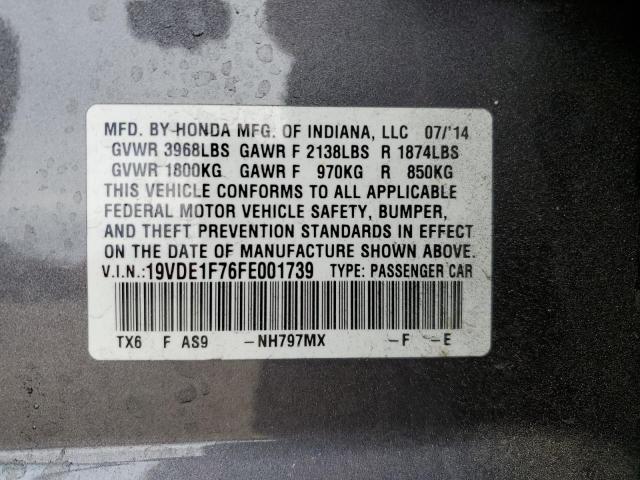 MFD. BY-HONDA MFG. OF INDIANA, LLC 07/'14
GVWR 3968LBS GAWR F 2138LBS R 1874LBS
GVWR 1800KG GAWR F 970KG R 850KG
THIS VEHICLE CONFORMS TO ALL APPLICABLE
FEDERAL MOTOR VEHICLE SAFETY, BUMPER,
AND THEFT PREVENTION STANDARDS IN EFFECT
ON THE DATE OF MANUFACTURE SHOWN ABOVE.
V.I.N.:19VDE1F76FE001739 TYPE: PASSENGER CAR
TX6 F AS9 -NH797MX -F -E